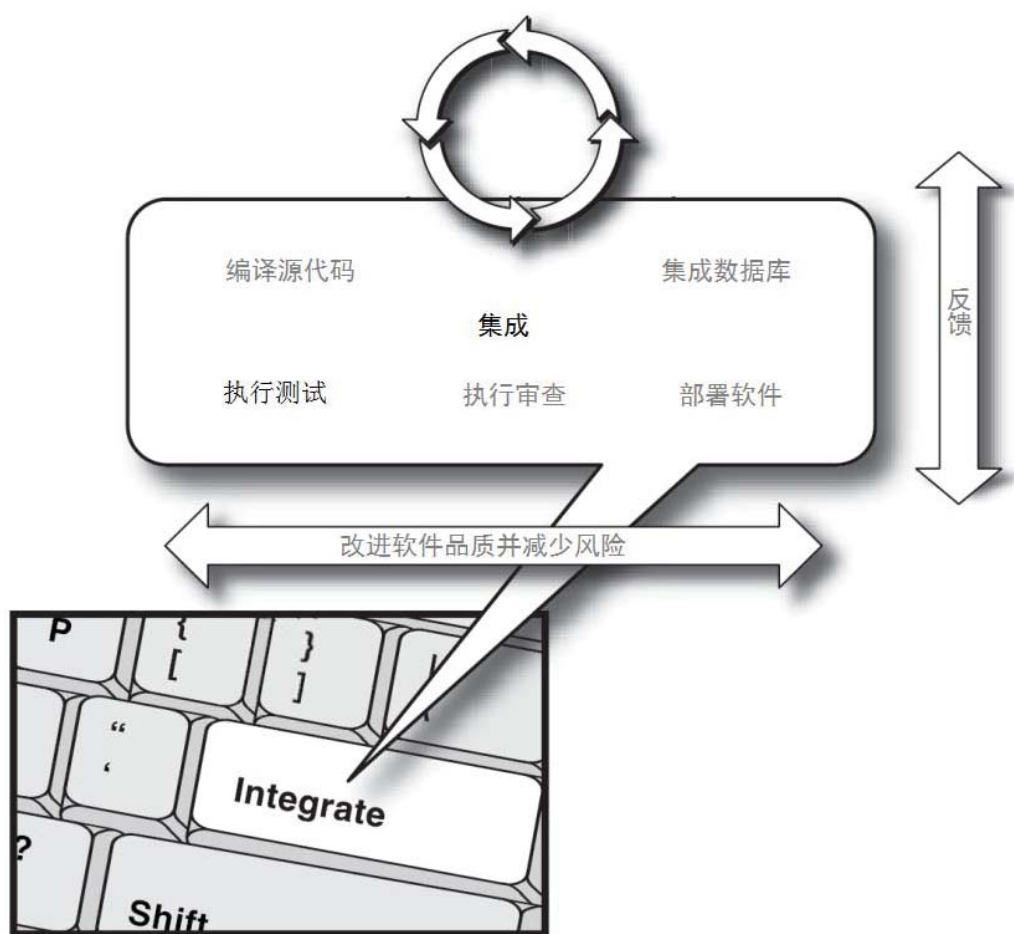 编译源代码
集成数据库
集成
执行测试
执行审查
部署软件
反馈
改进软件品质并减少风险
P
{
[
}
]
“
‘
Integrate
?
Shift